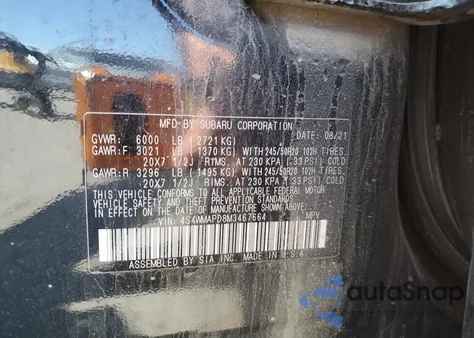 MFD BY SUBARU CORPORATION
GVWR: 6000 LB (2721 KG) DATE: 08/21
GAWR:F 3021 LB (1370 KG) WITH 245/50R20 102H TIRES,
20X7 1/2J RIMS, AT 230 KPA (33 PSI) COLD
GAWR:R 3296 LB (1495 KG) WITH 245/50R20 102H TIRES,
20X7 1/2J RIMS, AT 230 KPA (33 PSI) COLD
THIS VEHICLE CONFORMS TO ALL APPLICABLE FEDERAL MOTOR
VEHICLE SAFETY AND THEFT PREVENTION STANDARDS IN EFFECT
ON THE DATE OF MANUFACTURE SHOWN ABOVE.
VIN: 4S4WMAPD8M3467664 MPV
ASSEMBLED BY SIA, INC. MADE IN U.S.A.
autoSnap
www.autosnap